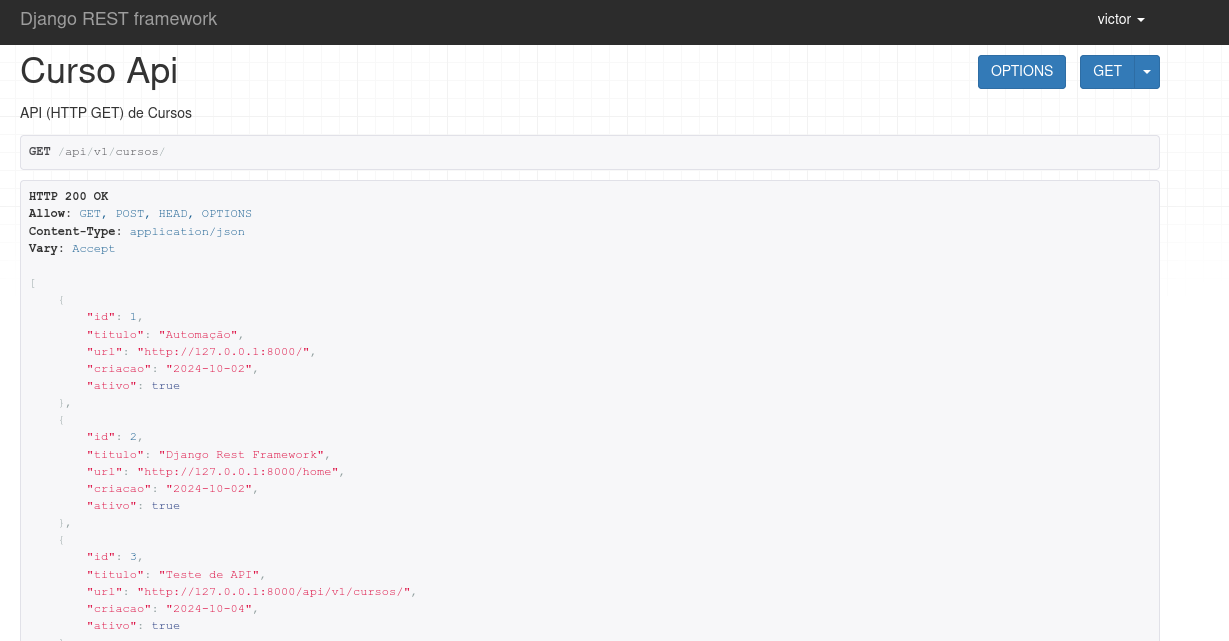 Django REST framework
victor
Curso Api
OPTIONS
GET
API (HTTP GET) de Cursos
GET /api/v1/cursos/
HTTP 200 OK
Allow: GET, POST, HEAD, OPTIONS
Content-Type: application/json
Vary: Accept
[
    {
        "id": 1,
        "titulo": "Automação",
        "url": "http://127.0.0.1:8000/",
        "criacao": "2024-10-02",
        "ativo": true
    },
    {
        "id": 2,
        "titulo": "Django Rest Framework",
        "url": "http://127.0.0.1:8000/home",
        "criacao": "2024-10-02",
        "ativo": true
    },
    {
        "id": 3,
        "titulo": "Teste de API",
        "url": "http://127.0.0.1:8000/api/v1/cursos/",
        "criacao": "2024-10-04",
        "ativo": true